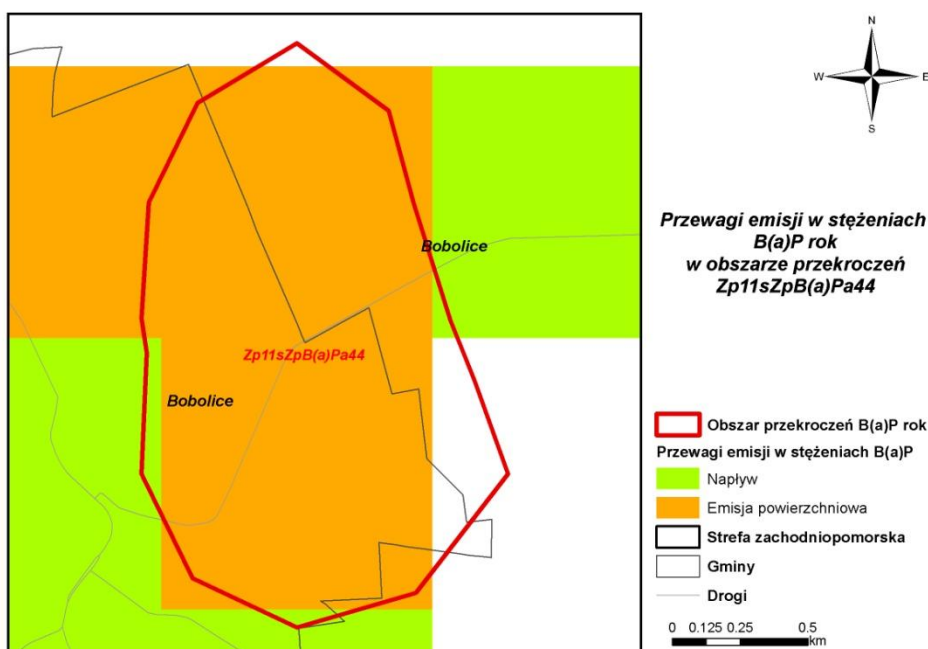 N
W
E
S
Przewagi emisji w stężeniach
B(a)P rok
w obszarze przekroczeń
Zp11sZpB(a)Pa44
Bobolice
Zp11sZpB(a)Pa44
Bobolice
Obszar przekroczeń B(a)P rok
Przewagi emisji w stężeniach B(a)P
Napływ
Emisja powierzchniowa
Strefa zachodniopomorska
Gminy
Drogi
0 0.125 0.25 0.5
km